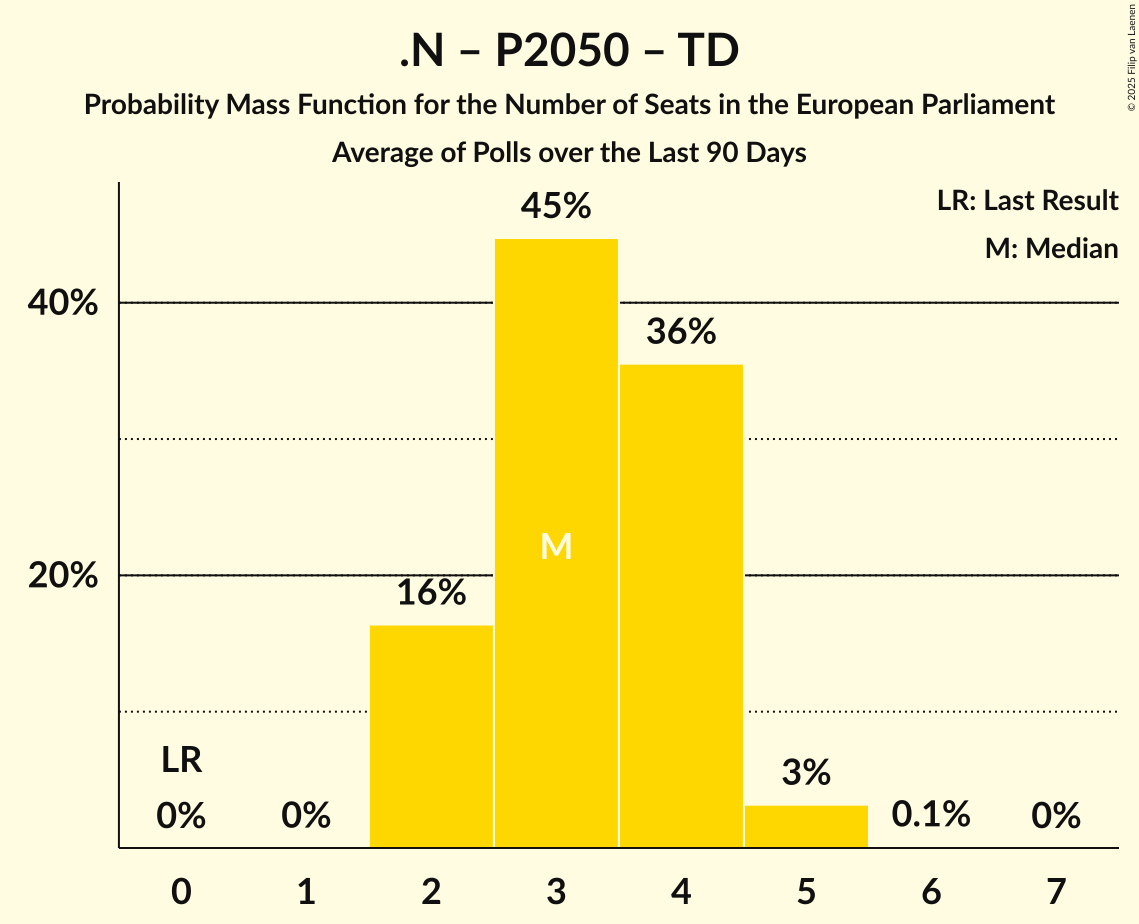 .N – P2050 – TD
Probability Mass Function for the Number of Seats in the European Parliament
Average of Polls over the Last 90 Days
© 2025 Filip van Laenen
LR: Last Result
M: Median
45%
40%
36%
M
20%
16%
LR
3%
0%
0%
0.1%
0%
0 1 2 3 4 5 6 7